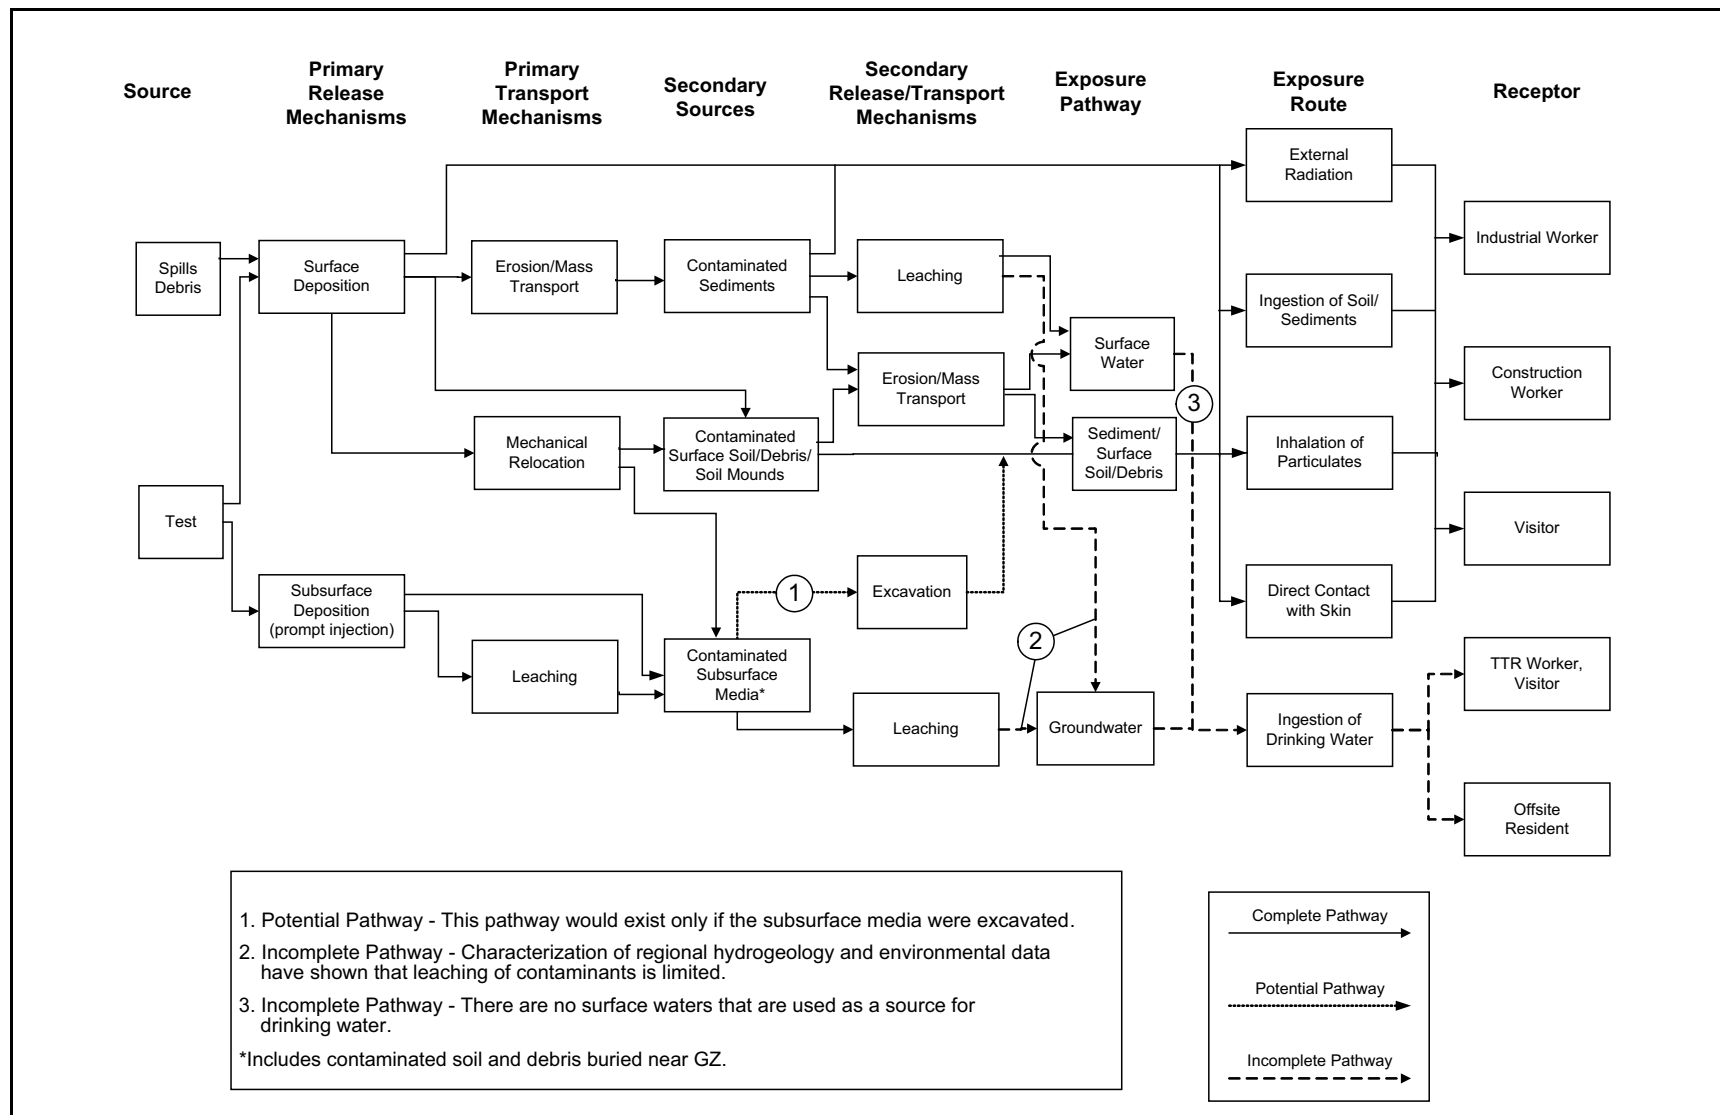 Source
Primary
Release
Mechanisms
Primary
Transport
Mechanisms
Secondary
Sources
Secondary
Release/Transport
Mechanisms
Exposure
Pathway
Exposure
Route
Receptor
Spills
Debris
Test
Surface
Deposition
Subsurface
Deposition
(prompt injection)
Erosion/Mass
Transport
Mechanical
Relocation
Leaching
Contaminated
Sediments
Contaminated
Surface Soil/Debris/
Soil Mounds
Contaminated
Subsurface
Media*
Leaching
Erosion/Mass
Transport
1
Excavation
Leaching
2
Surface
Water
3
Sediment/
Surface
Soil/Debris
Groundwater
External
Radiation
Ingestion of Soil/
Sediments
Inhalation of
Particulates
Direct Contact
with Skin
Ingestion of
Drinking Water
Industrial Worker
Construction
Worker
Visitor
TTR Worker,
Visitor
Offsite
Resident
1. Potential Pathway - This pathway would exist only if the subsurface media were excavated.
2. Incomplete Pathway - Characterization of regional hydrogeology and environmental data
have shown that leaching of contaminants is limited.
3. Incomplete Pathway - There are no surface waters that are used as a source for
drinking water.
*Includes contaminated soil and debris buried near GZ.
Complete Pathway
Potential Pathway
Incomplete Pathway